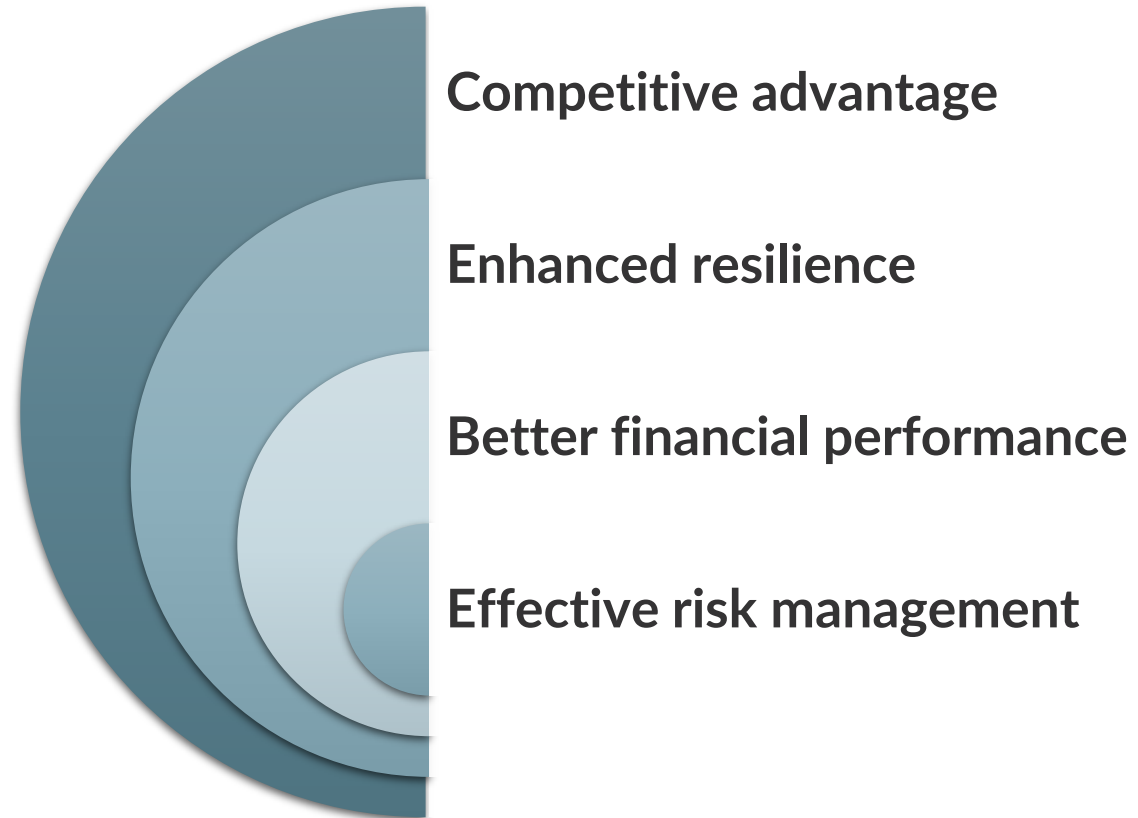 Competitive advantage
Enhanced resilience
Better financial performance
Effective risk management